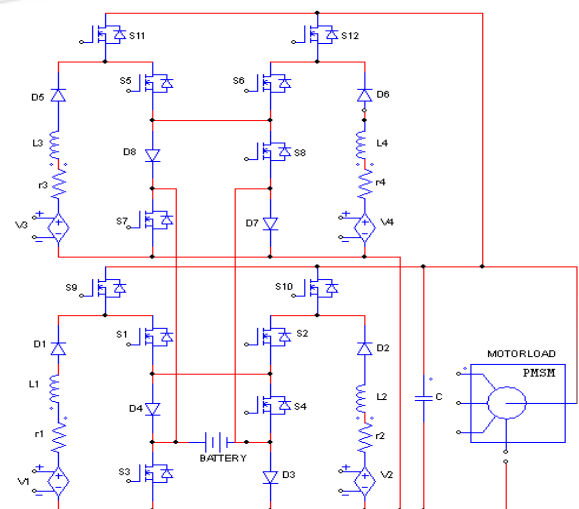 S11
S12
S5
S6
D5
D6
L3
D8
S8
L4
r3
r4
V3
S7
D7
V4
S9
S10
S1
S2
D1
D2
MOTORLOAD
PMSM
L1
D4
S4
L2
C
r1
r2
BATTERY
V1
S3
D3
V2